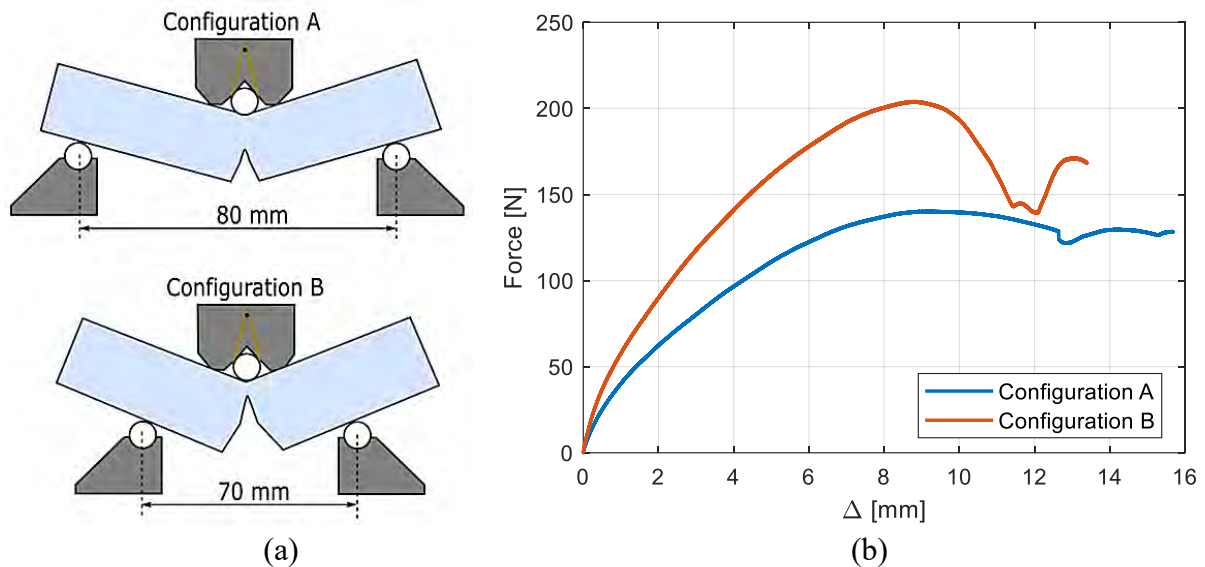 Configuration A
80 mm
Configuration B
70 mm
(a)
250
200
150
100
50
0
Force [N]
0 2 4 6 8 10 12 14 16
Δ [mm]
Configuration A
Configuration B
(b)